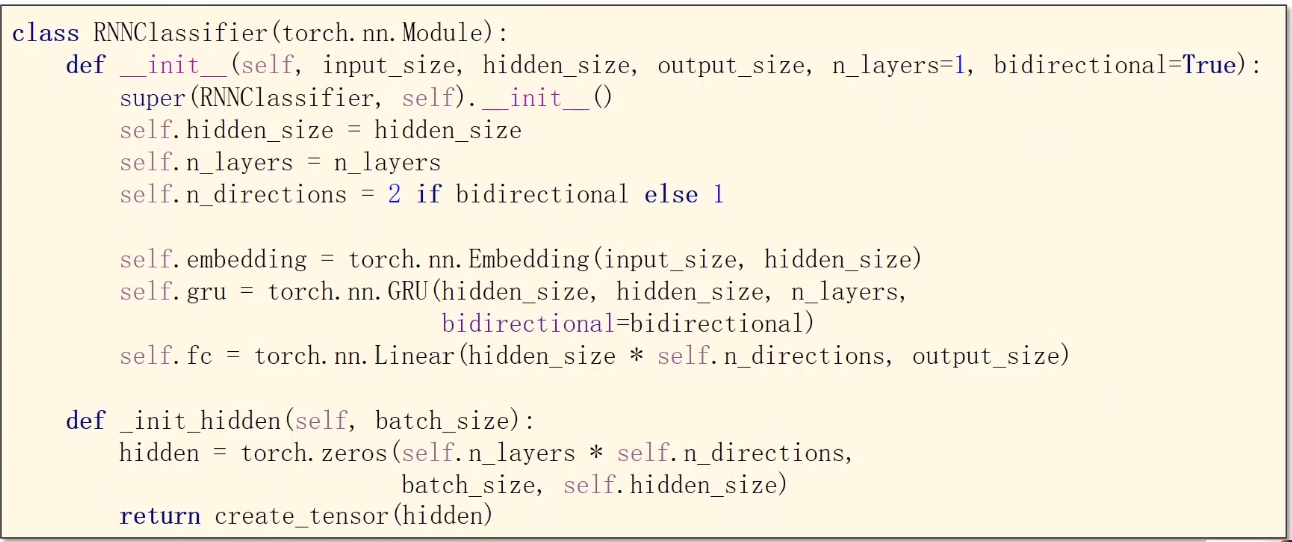 class RNNClassifier(torch.nn.Module):
    def __init__(self, input_size, hidden_size, output_size, n_layers=1, bidirectional=True):
        super(RNNClassifier, self).__init__()
        self.hidden_size = hidden_size
        self.n_layers = n_layers
        self.n_directions = 2 if bidirectional else 1

        self.embedding = torch.nn.Embedding(input_size, hidden_size)
        self.gru = torch.nn.GRU(hidden_size, hidden_size, n_layers,
                                bidirectional=bidirectional)
        self.fc = torch.nn.Linear(hidden_size * self.n_directions, output_size)

    def _init_hidden(self, batch_size):
        hidden = torch.zeros(self.n_layers * self.n_directions,
                             batch_size, self.hidden_size)
        return create_tensor(hidden)